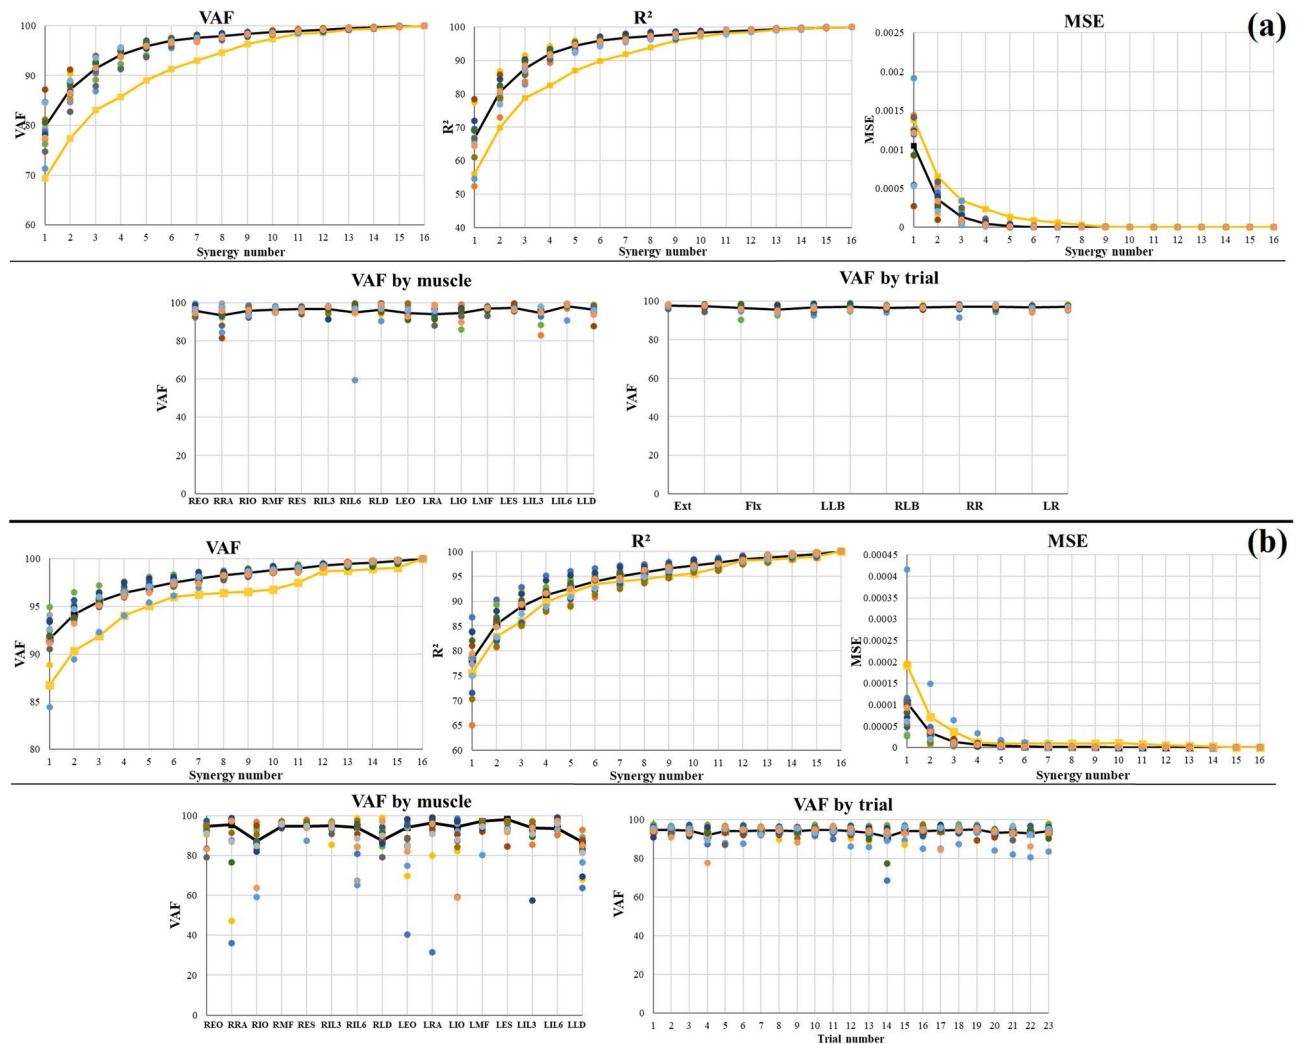 VAF
R²
MSE
(a)
100
90
80
70
60
VAF
1 2 3 4 5 6 7 8 9 10 11 12 13 14 15 16
Synergy number
100
90
80
70
60
50
40
R²
1 2 3 4 5 6 7 8 9 10 11 12 13 14 15 16
Synergy number
0.0025
0.002
0.0015
0.001
0.0005
0
MSE
1 2 3 4 5 6 7 8 9 10 11 12 13 14 15 16
Synergy number
VAF by muscle
100
80
60
40
20
0
VAF
REO RRA RIO RMF RES RIL3 RIL6 RLD LEO LRA LIO LMF LES LIL3 LIL6 LLD
VAF by trial
100
80
60
40
20
0
VAF
Ext Flx LLB RLB RR LR
VAF
R²
MSE
(b)
100
95
90
85
80
VAF
1 2 3 4 5 6 7 8 9 10 11 12 13 14 15 16
Synergy number
100
95
90
85
80
75
70
65
60
R²
1 2 3 4 5 6 7 8 9 10 11 12 13 14 15 16
Synergy number
0.00045
0.0004
0.00035
0.0003
0.00025
0.0002
0.00015
0.0001
0.00005
0
MSE
1 2 3 4 5 6 7 8 9 10 11 12 13 14 15 16
Synergy number
VAF by muscle
100
80
60
40
20
0
VAF
REO RRA RIO RMF RES RIL3 RIL6 RLD LEO LRA LIO LMF LES LIL3 LIL6 LLD
VAF by trial
100
80
60
40
20
0
VAF
1 2 3 4 5 6 7 8 9 10 11 12 13 14 15 16 17 18 19 20 21 22 23
Trial number